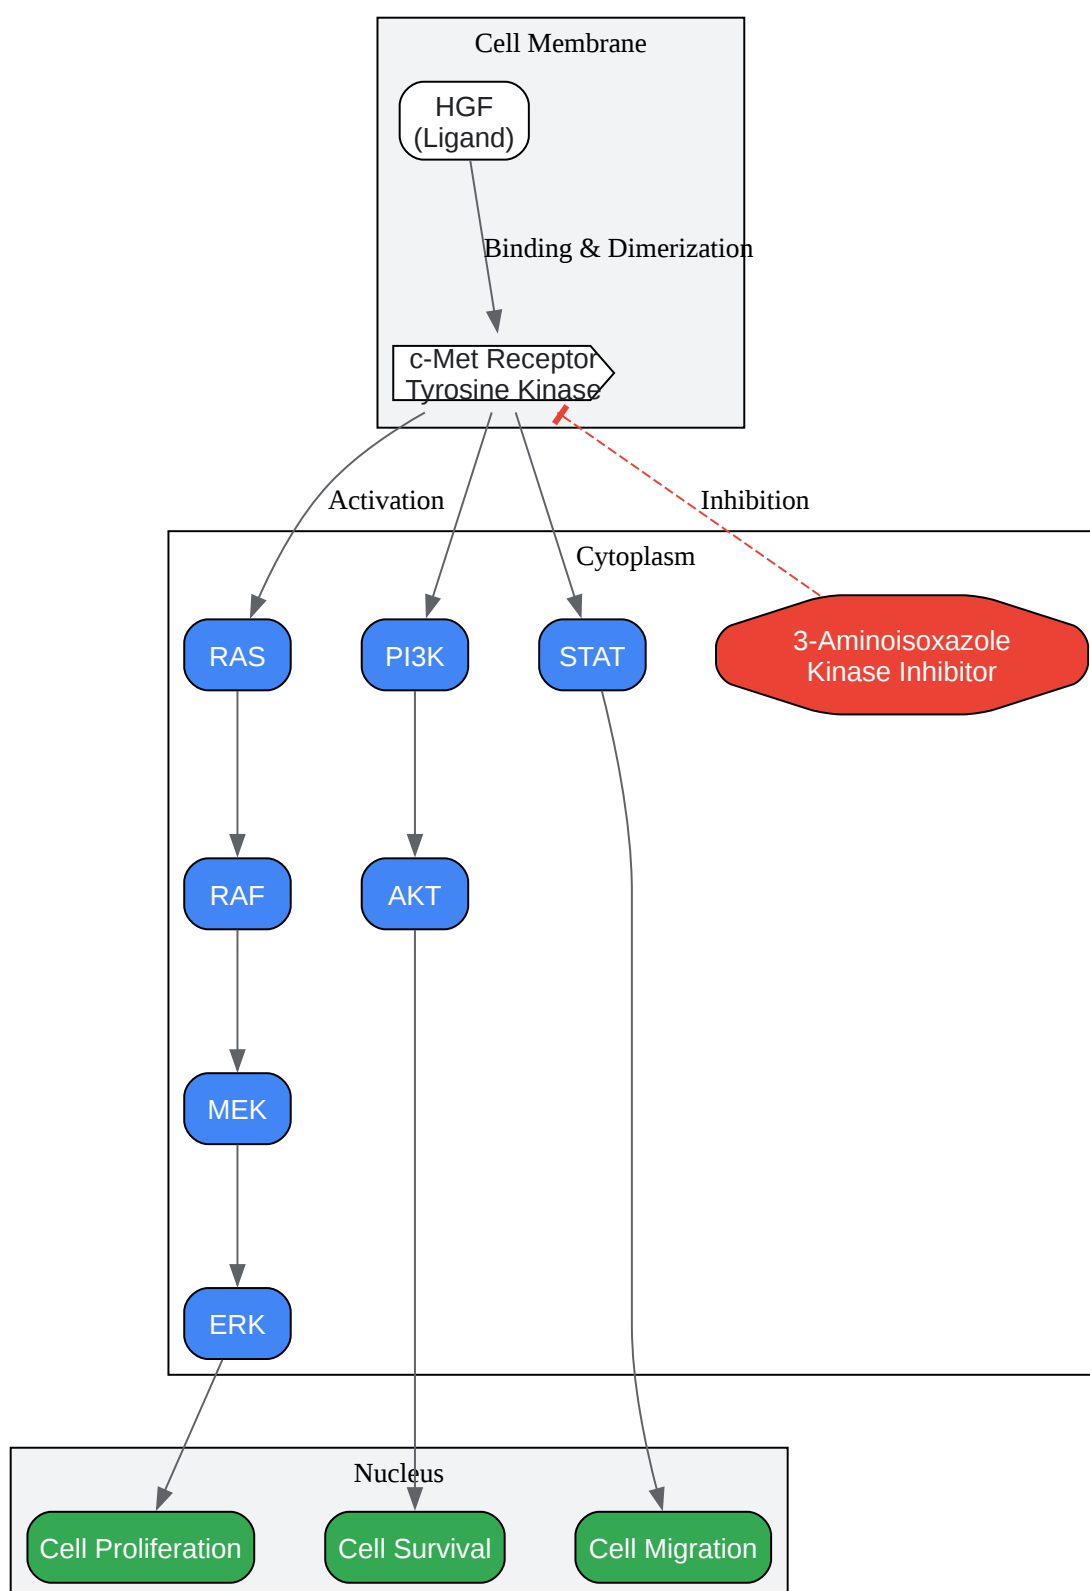 Cell Membrane
HGF
(Ligand)
Binding & Dimerization
c-Met Receptor
Tyrosine Kinase
Activation
Inhibition
Cytoplasm
RAS
PI3K
STAT
3-Aminoisoxazole
Kinase Inhibitor
RAF
AKT
MEK
ERK
Nucleus
Cell Proliferation
Cell Survival
Cell Migration